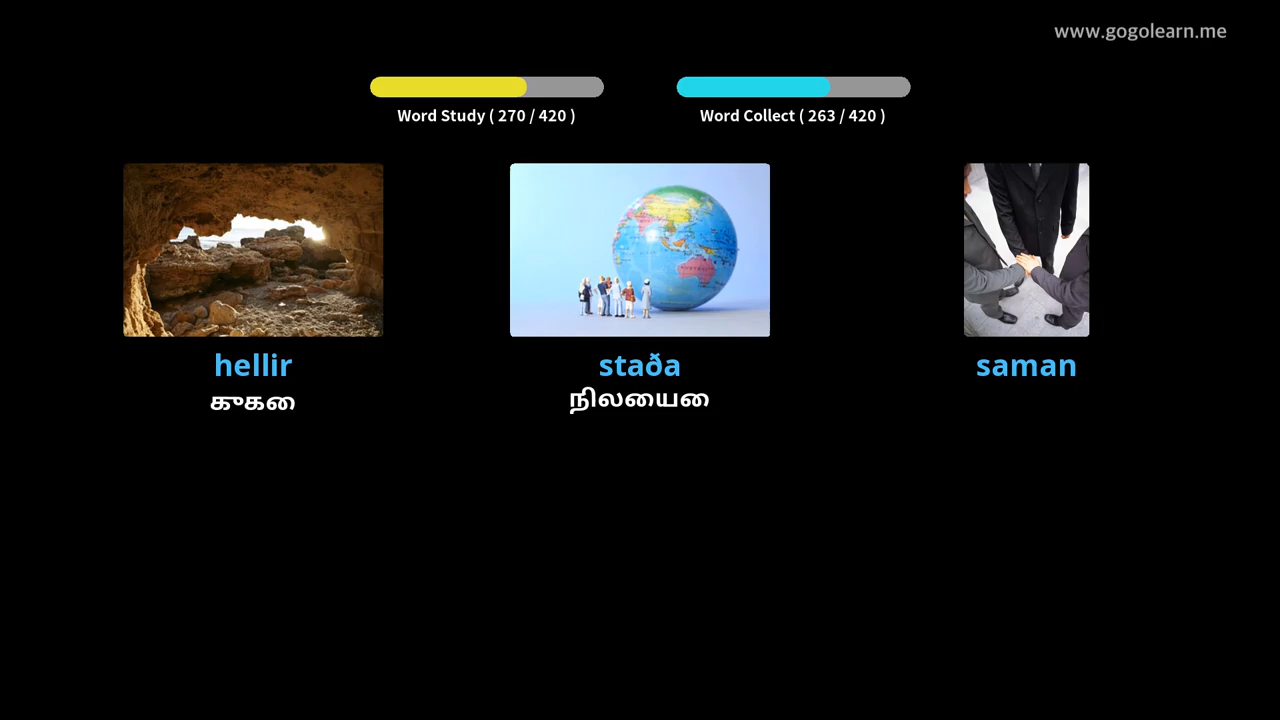 www.gogolearn.me
Word Study ( 270 / 420 )
Word Collect ( 263 / 420 )
hellir
staða
saman
குகை
நிலையை